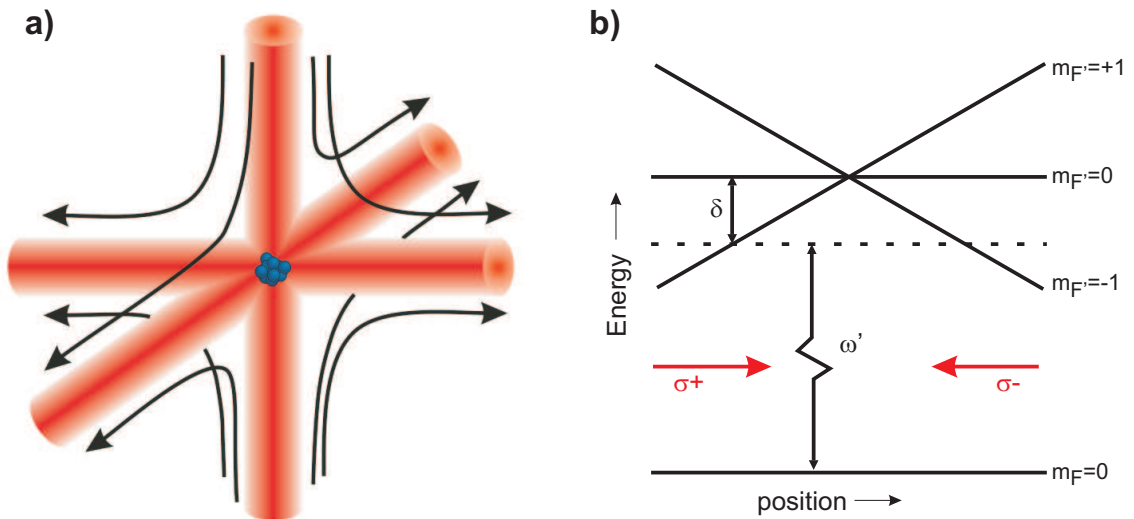 a)
b)
mF'=+1
mF'=0
δ
mF'=-1
Energy
ω'
σ+
σ-
mF=0
position